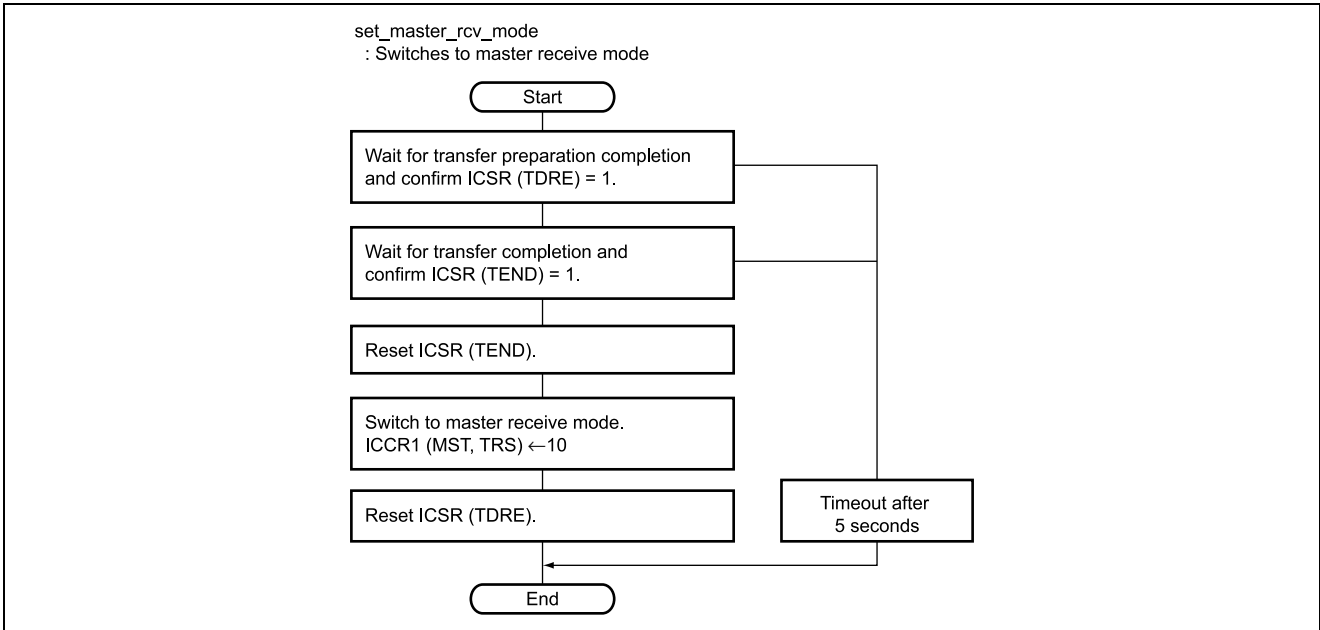 set_master_rcv_mode
: Switches to master receive mode
Start
Wait for transfer preparation completion
and confirm ICSR (TDRE) = 1.
Wait for transfer completion and
confirm ICSR (TEND) = 1.
Reset ICSR (TEND).
Switch to master receive mode.
ICCR1 (MST, TRS) ←10
Reset ICSR (TDRE).
Timeout after
5 seconds
End